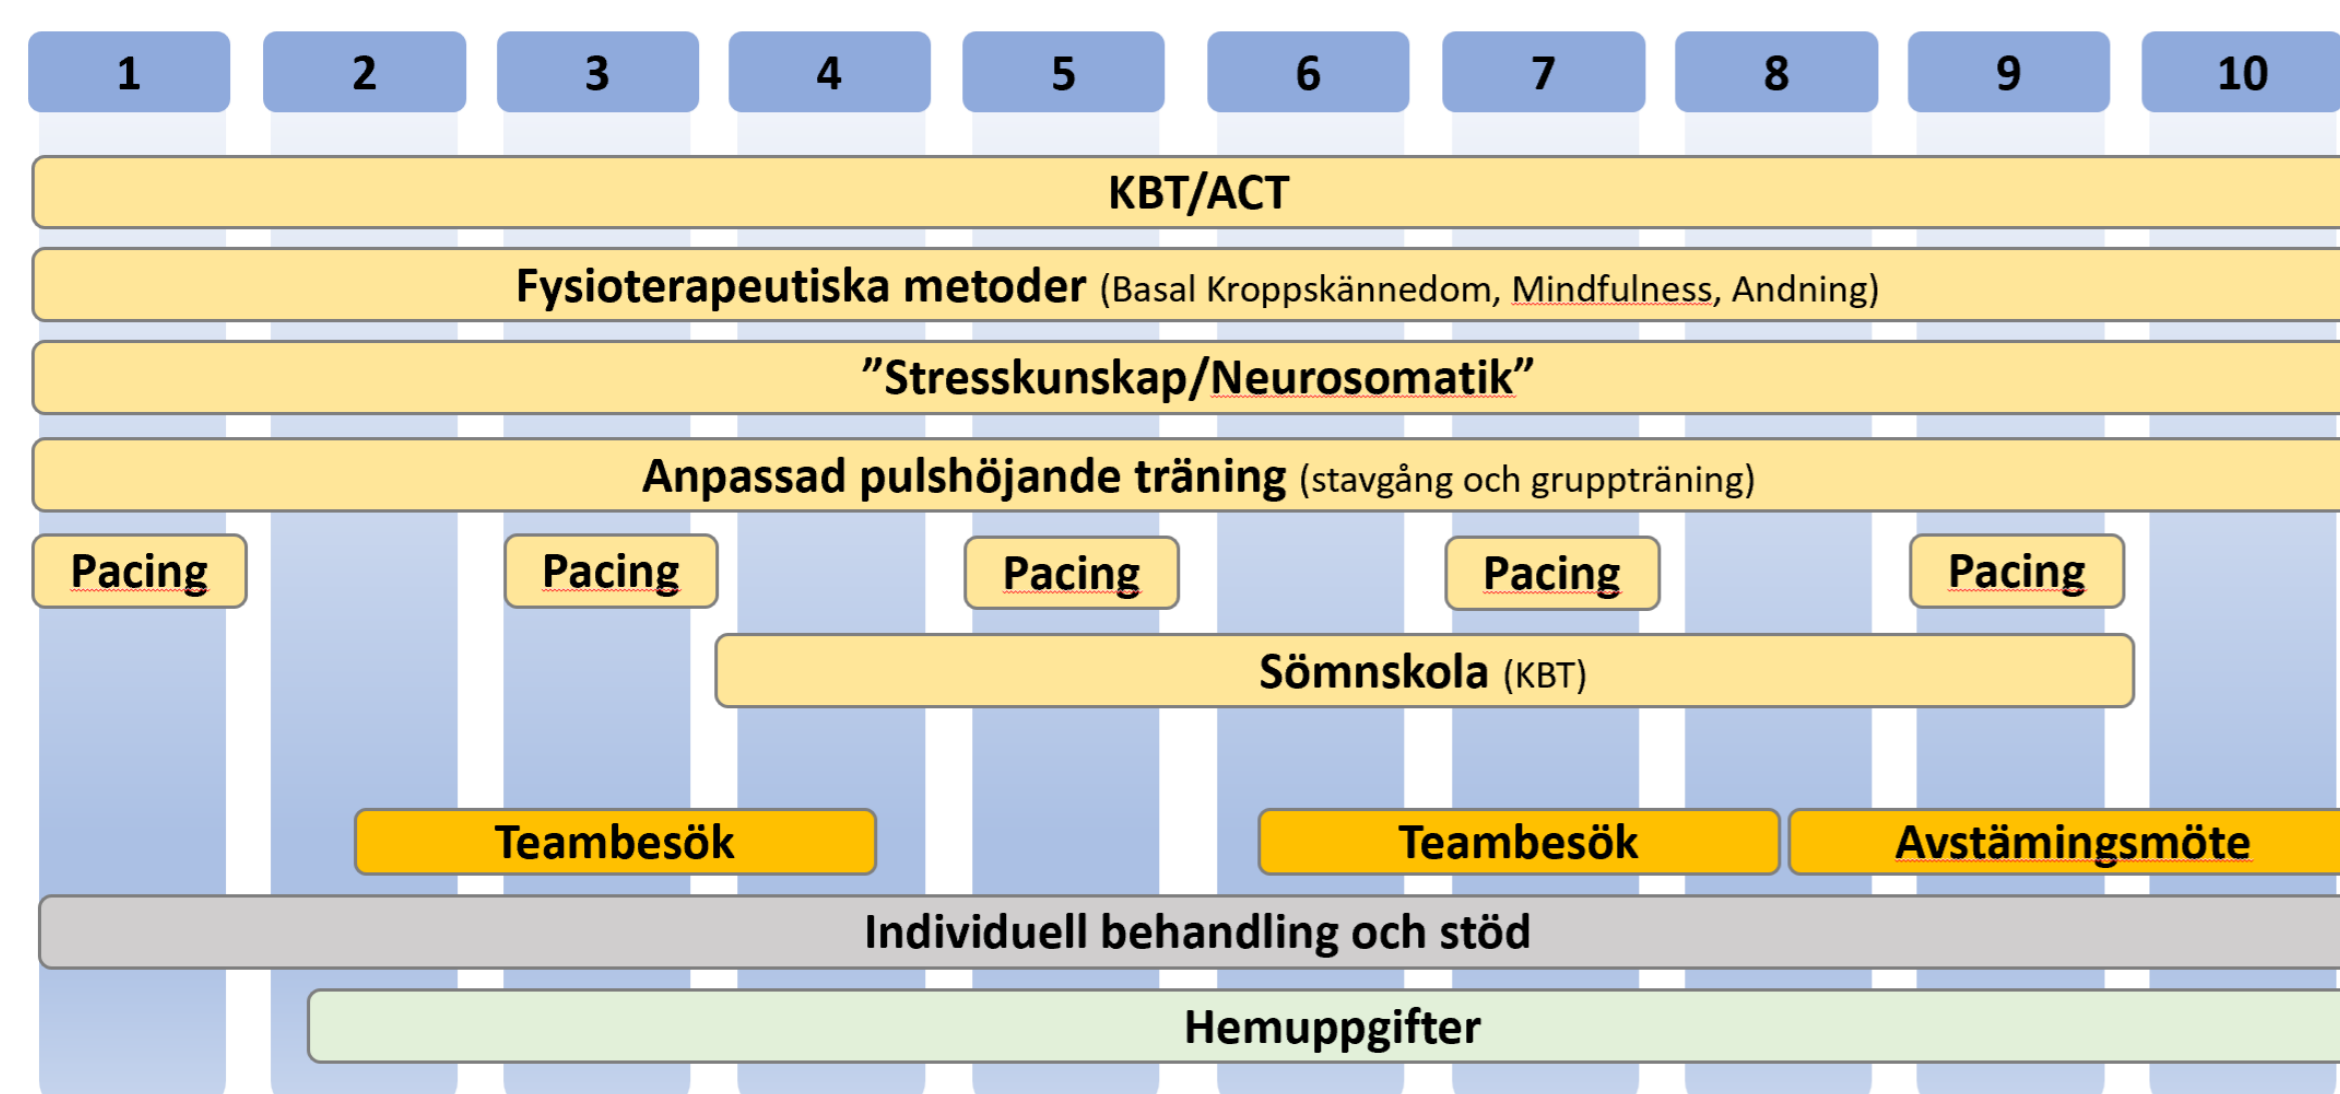 1 2 3 4 5 6 7 8 9 10
KBT/ACT
Fysioterapeutiska metoder (Basal Kroppskännedom, Mindfulness, Andning)
”Stresskunskap/Neurosomatik”
Anpassad pulshöjande träning (stavgång och gruppträning)
Pacing Pacing Pacing Pacing Pacing
Sömnskola (KBT)
Teambesök Teambesök Avstämingsmöte
Individuell behandling och stöd
Hemuppgifter